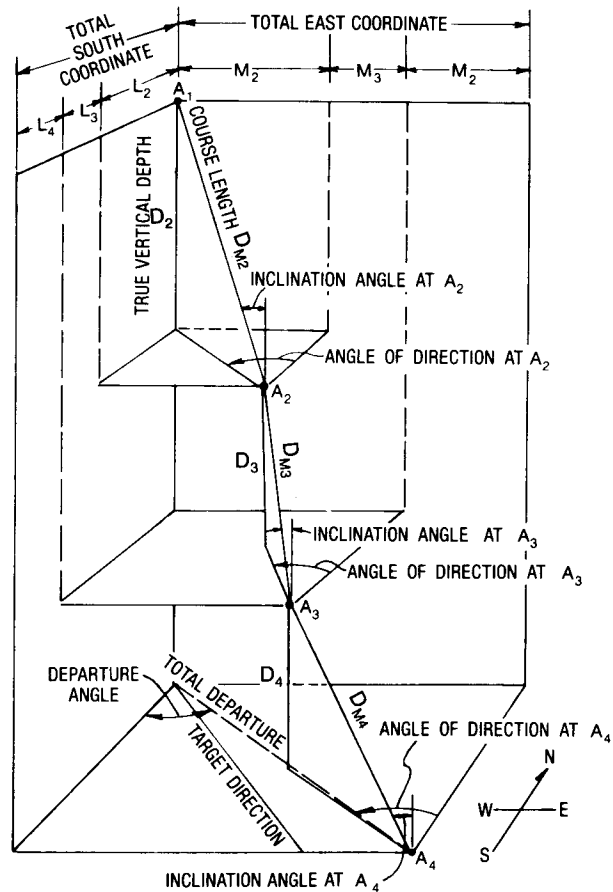 TOTAL
SOUTH
COORDINATE
TOTAL EAST COORDINATE
M2
M3
M2
L4
L3
L2
A1
COURSE LENGTH DM2
TRUE VERTICAL DEPTH
D2
INCLINATION ANGLE AT A2
ANGLE OF DIRECTION AT A2
A2
D3
DM3
INCLINATION ANGLE AT A3
ANGLE OF DIRECTION AT A3
A3
D4
DM4
DEPARTURE
ANGLE
TOTAL DEPARTURE
TARGET DIRECTION
ANGLE OF DIRECTION AT A4
N
W
E
S
A4
INCLINATION ANGLE AT A4